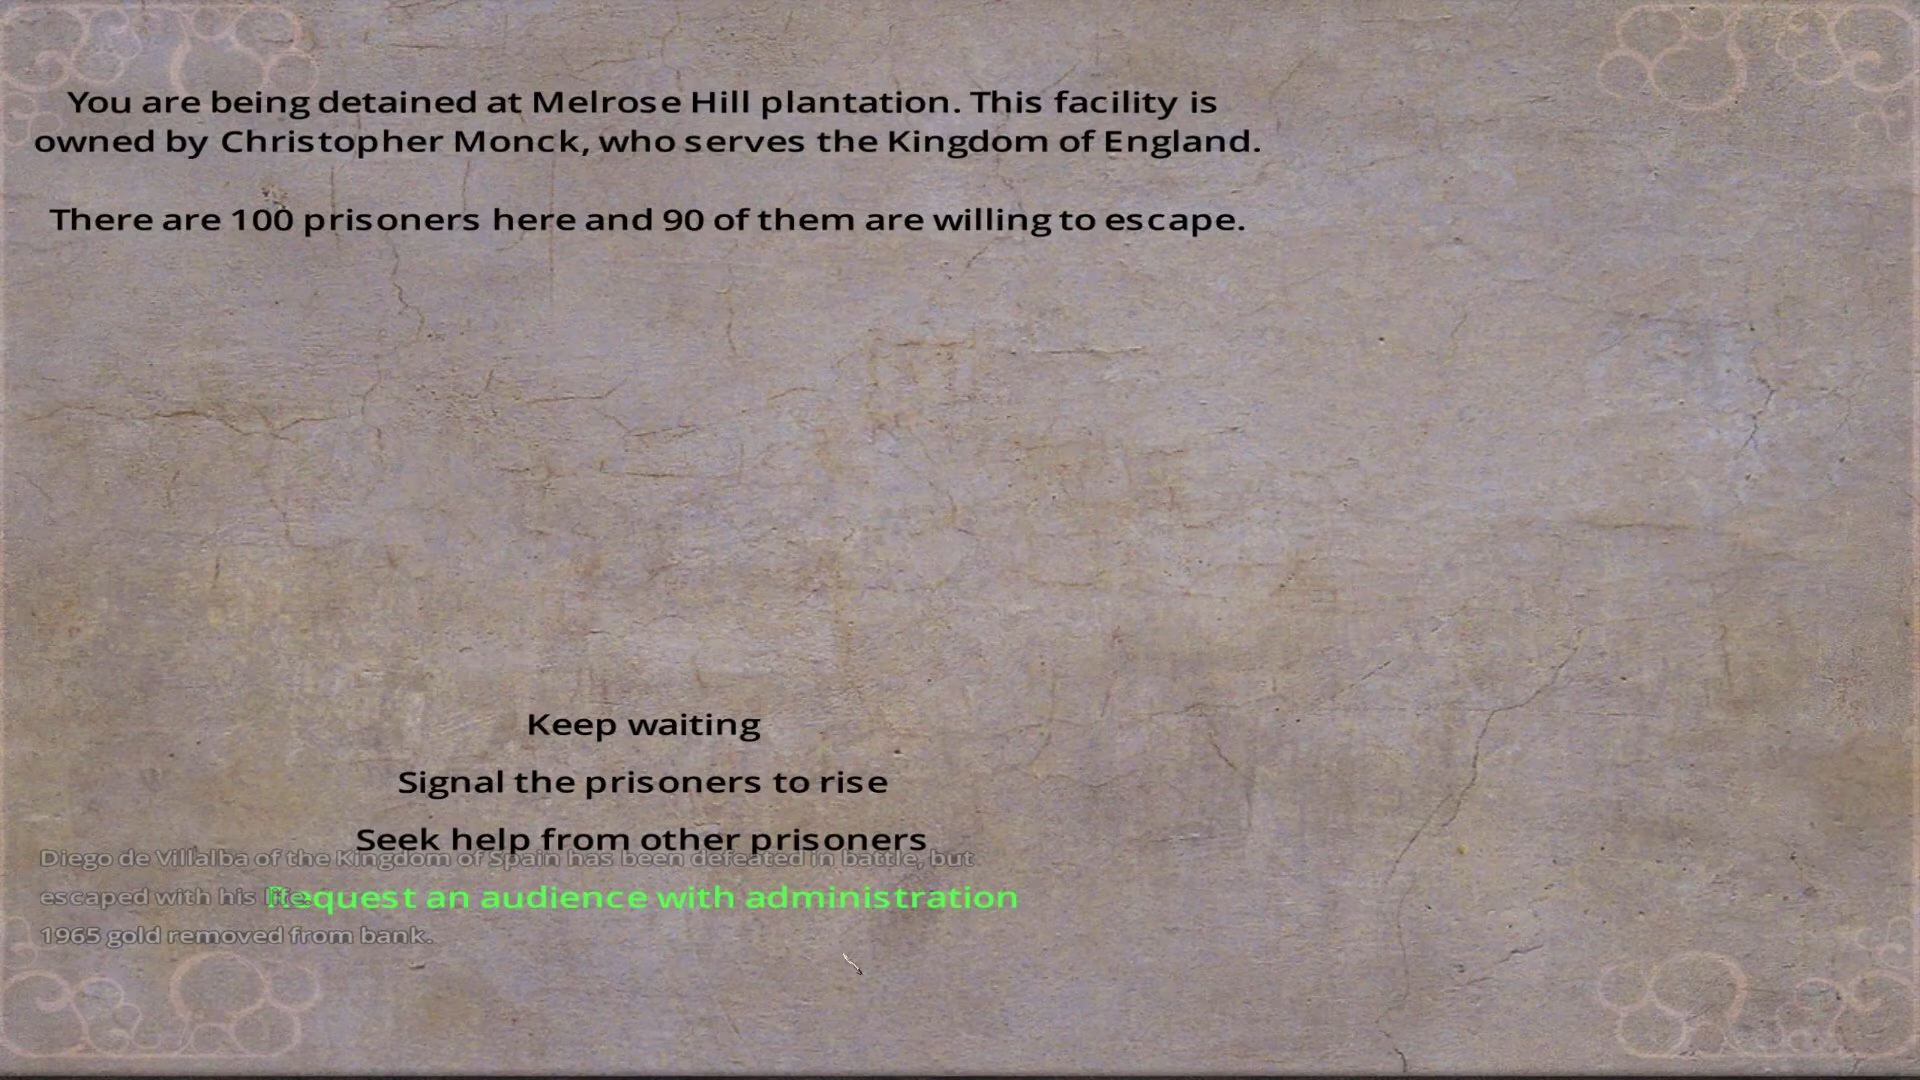 You are being detained at Melrose Hill plantation. This facility is
owned by Christopher Monck, who serves the Kingdom of England.
There are 100 prisoners here and 90 of them are willing to escape.
Keep waiting
Signal the prisoners to rise
Seek help from other prisoners
Diego de Villalba of the Kingdom of Spain has been defeated in battle, but
escaped with his life.
Request an audience with administration
1965 gold removed from bank.